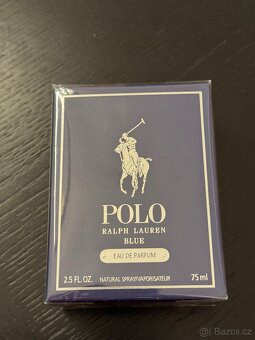 POLO
RALPH LAUREN
BLUE
EAU DE PARFUM
2.5 FL.OZ. NATURAL SPRAY/VAPORISATEUR 75 ml
© Bazos.cz